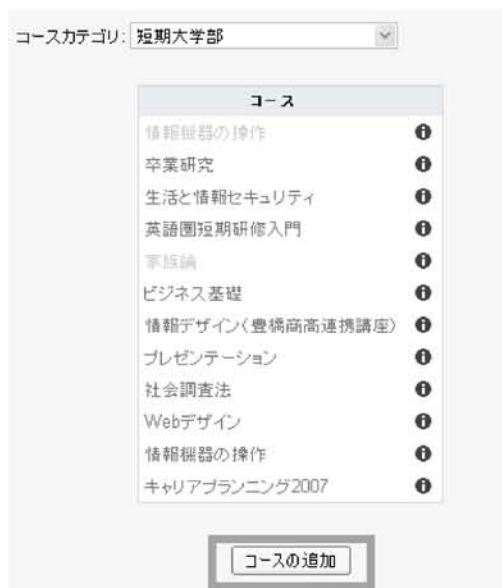 コースカテゴリ: 短期大学部
コース
情報機器の操作
卒業研究
生活と情報セキュリティ
英語圏短期研修入門
家族論
ビジネス基礎
情報デザイン(豊橋商高連携講座)
プレゼンテーション
社会調査法
Webデザイン
情報機器の操作
キャリアプランニング2007
コースの追加